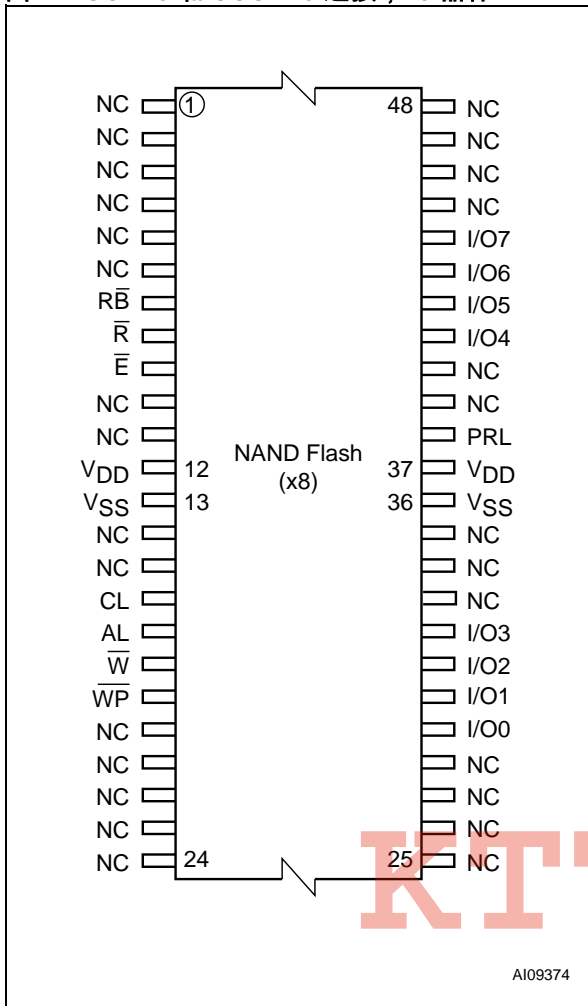 NC 1 48 NC
NC NC
NC NC
NC NC
NC I/O7
NC I/O6
RB̅ I/O5
R̅ I/O4
E̅ NC
NC NC
NC PRL
VDD 12 NAND Flash 37 VDD
(x8)
VSS 13 36 VSS
NC NC
NC NC
CL NC
AL I/O3
W̅ I/O2
W̅P̅ I/O1
NC I/O0
NC NC
NC NC
NC NC
NC 24 25 NC
KT
AI09374